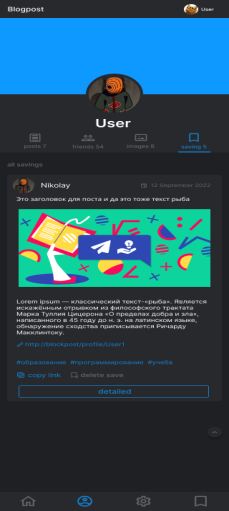 Blogpost
User
User
posts 7 friends 54 images 8 saving 5
all savings
Nikolay 12 September 2022
Это заголовок для поста и да это тоже текст рыба
Lorem ipsum — классический текст-«рыба». Является
искажённым отрывком из философского трактата
Марка Туллия Цицерона «О пределах добра и зла»,
написанного в 45 году до н. э. на латинском языке,
обнаружение сходства приписывается Ричарду
Макклинтоку.
http://blockpost/profile/User1
#образование #программирование #учеба
copy link delete save
detailed